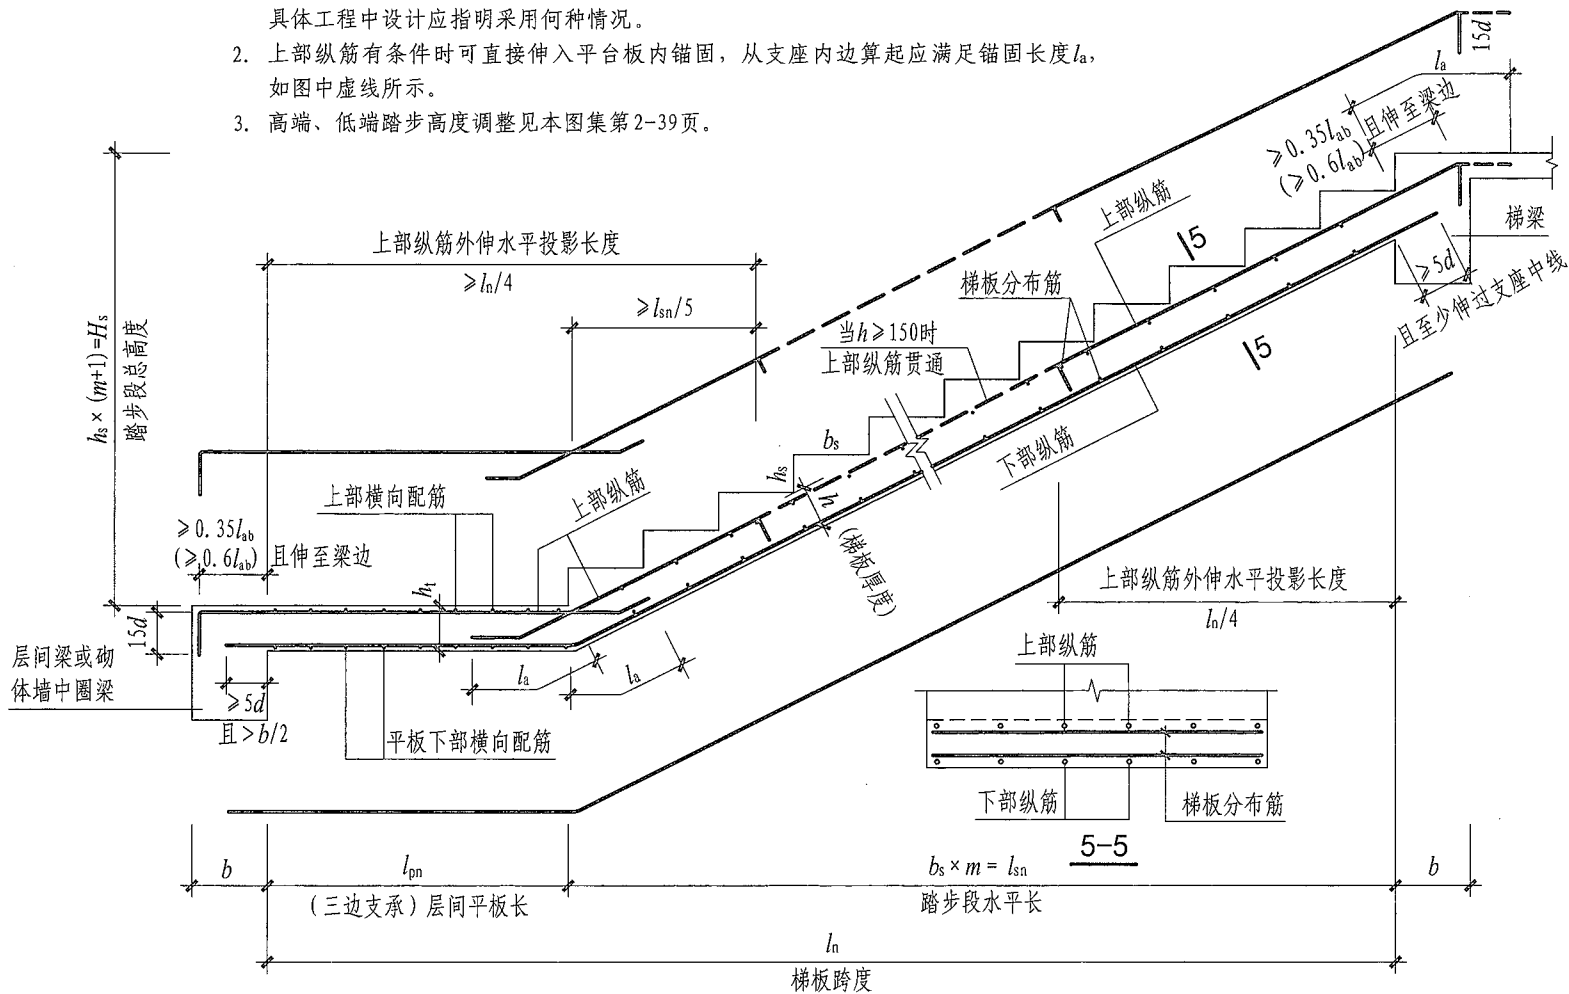 具体工程中设计应指明采用何种情况。
2. 上部纵筋有条件时可直接伸入平台板内锚固，从支座内边算起应满足锚固长度la，
如图中虚线所示。
3. 高端、低端踏步高度调整见本图集第2-39页。
15d
la
≥0.35lab
(≥0.6lab)
且伸至梁边
上部纵筋
5
梯梁
上部纵筋外伸水平投影长度
≥ln/4
≥lsn/5
梯板分布筋
≥5d
且至少伸过支座中线
当h≥150时
上部纵筋贯通
5
hs×(m+1)=Hs
踏步段总高度
bs
hs
h
(梯板厚度)
下部纵筋
上部横向配筋
上部纵筋
≥0.35lab
(≥0.6lab)
且伸至梁边
ht
上部纵筋外伸水平投影长度
ln/4
15d
层间梁或砌
体墙中圈梁
la
la
≥5d
且>b/2
平板下部横向配筋
上部纵筋
下部纵筋
梯板分布筋
5-5
b
lpn
bs×m= lsn
b
(三边支承)层间平板长
踏步段水平长
ln
梯板跨度